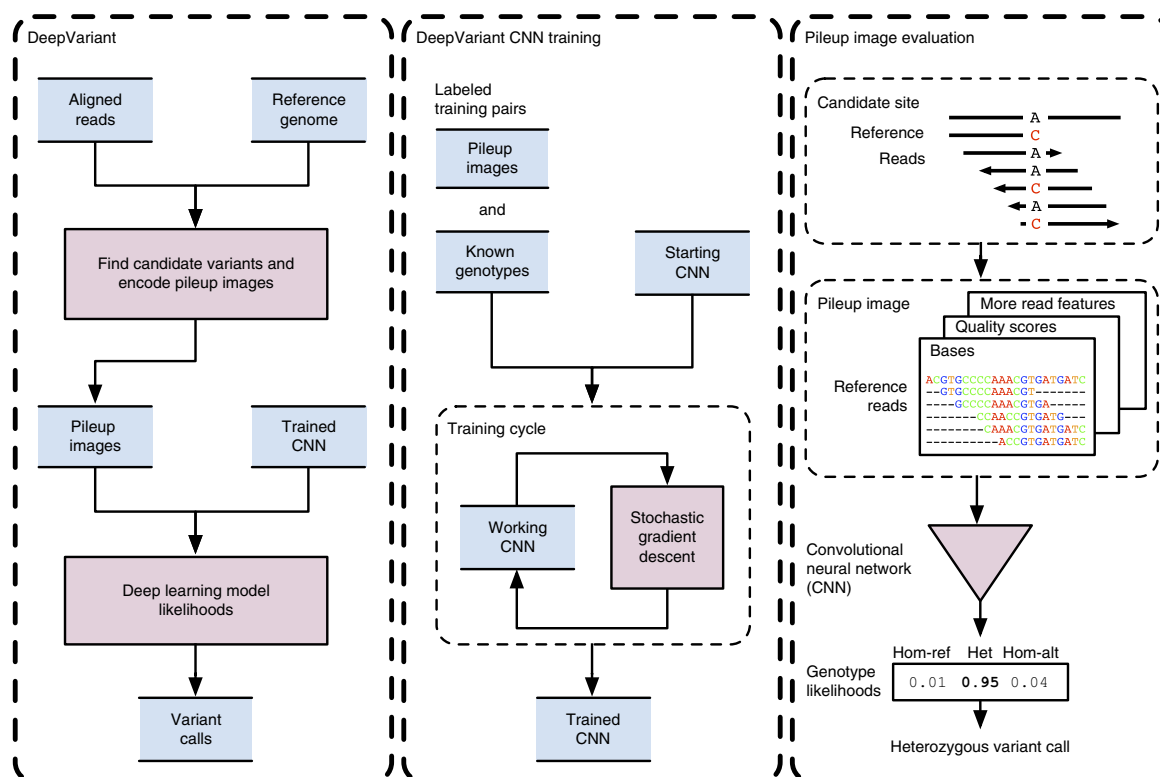 DeepVariant
Aligned
reads
Reference
genome
Find candidate variants and
encode pileup images
Pileup
images
Trained
CNN
Deep learning model
likelihoods
Variant
calls
DeepVariant CNN training
Labeled
training pairs
Pileup
images
and
Known
genotypes
Starting
CNN
Training cycle
Working
CNN
Stochastic
gradient
descent
Trained
CNN
Pileup image evaluation
Candidate site
Reference
Reads
A
C
A
A
C
A
C
Pileup image
More read features
Quality scores
Bases
Reference
reads
ACGTGCCCCAAACGTGATGATC
--GTGCCCCAAACGT-------
----GCCCCAAACGTGA-----
-------CCAACCGTGATG---
--------CAAACGTGATGATC
----------ACCGTGATGATC
Convolutional
neural network
(CNN)
Hom-ref Het Hom-alt
Genotype
likelihoods
0.01 0.95 0.04
Heterozygous variant call